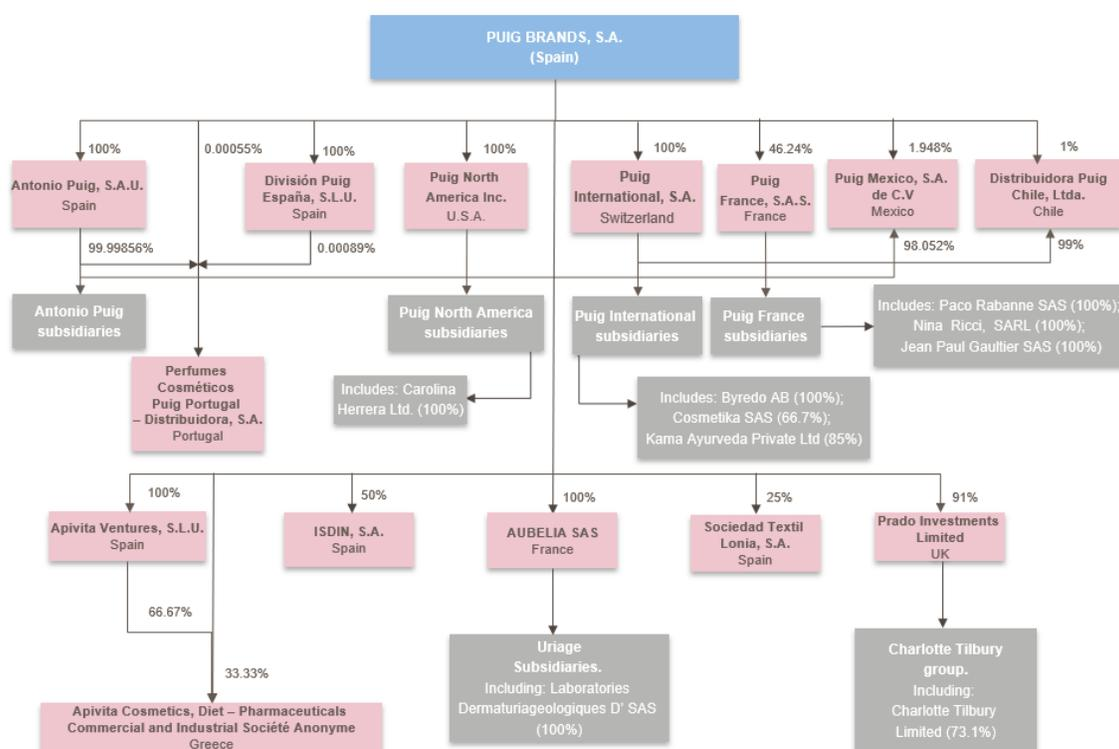 PUIG BRANDS, S.A.
(Spain)
100%
0.00055%
100%
100%
100%
46.24%
1.948%
1%
Antonio Puig, S.A.U.
Spain
División Puig
España, S.L.U.
Spain
Puig North
America Inc.
U.S.A.
Puig
International, S.A.
Switzerland
Puig
France, S.A.S.
France
Puig Mexico, S.A.
de C.V
Mexico
Distribuidora Puig
Chile, Ltda.
Chile
99.99856%
0.00089%
98.052%
99%
Antonio Puig
subsidiaries
Puig North America
subsidiaries
Puig International
subsidiaries
Puig France
subsidiaries
Includes: Paco Rabanne SAS (100%);
Nina Ricci, SARL (100%);
Jean Paul Gaultier SAS (100%)
Perfumes
Cosméticos
Puig Portugal
– Distribuidora, S.A.
Portugal
Includes: Carolina
Herrera Ltd. (100%)
Includes: Byredo AB (100%);
Cosmetika SAS (66.7%);
Kama Ayurveda Private Ltd (85%)
100%
50%
100%
25%
91%
Apivita Ventures, S.L.U.
Spain
ISDIN, S.A.
Spain
AUBELIA SAS
France
Sociedad Textil
Lonia, S.A.
Spain
Prado Investments
Limited
UK
66.67%
33.33%
Uriage
Subsidiaries.
Including: Laboratories
Dermaturiageologiques D' SAS
(100%)
Charlotte Tilbury
group.
Including:
Charlotte Tilbury
Limited (73.1%)
Apivita Cosmetics, Diet – Pharmaceuticals
Commercial and Industrial Société Anonyme
Greece